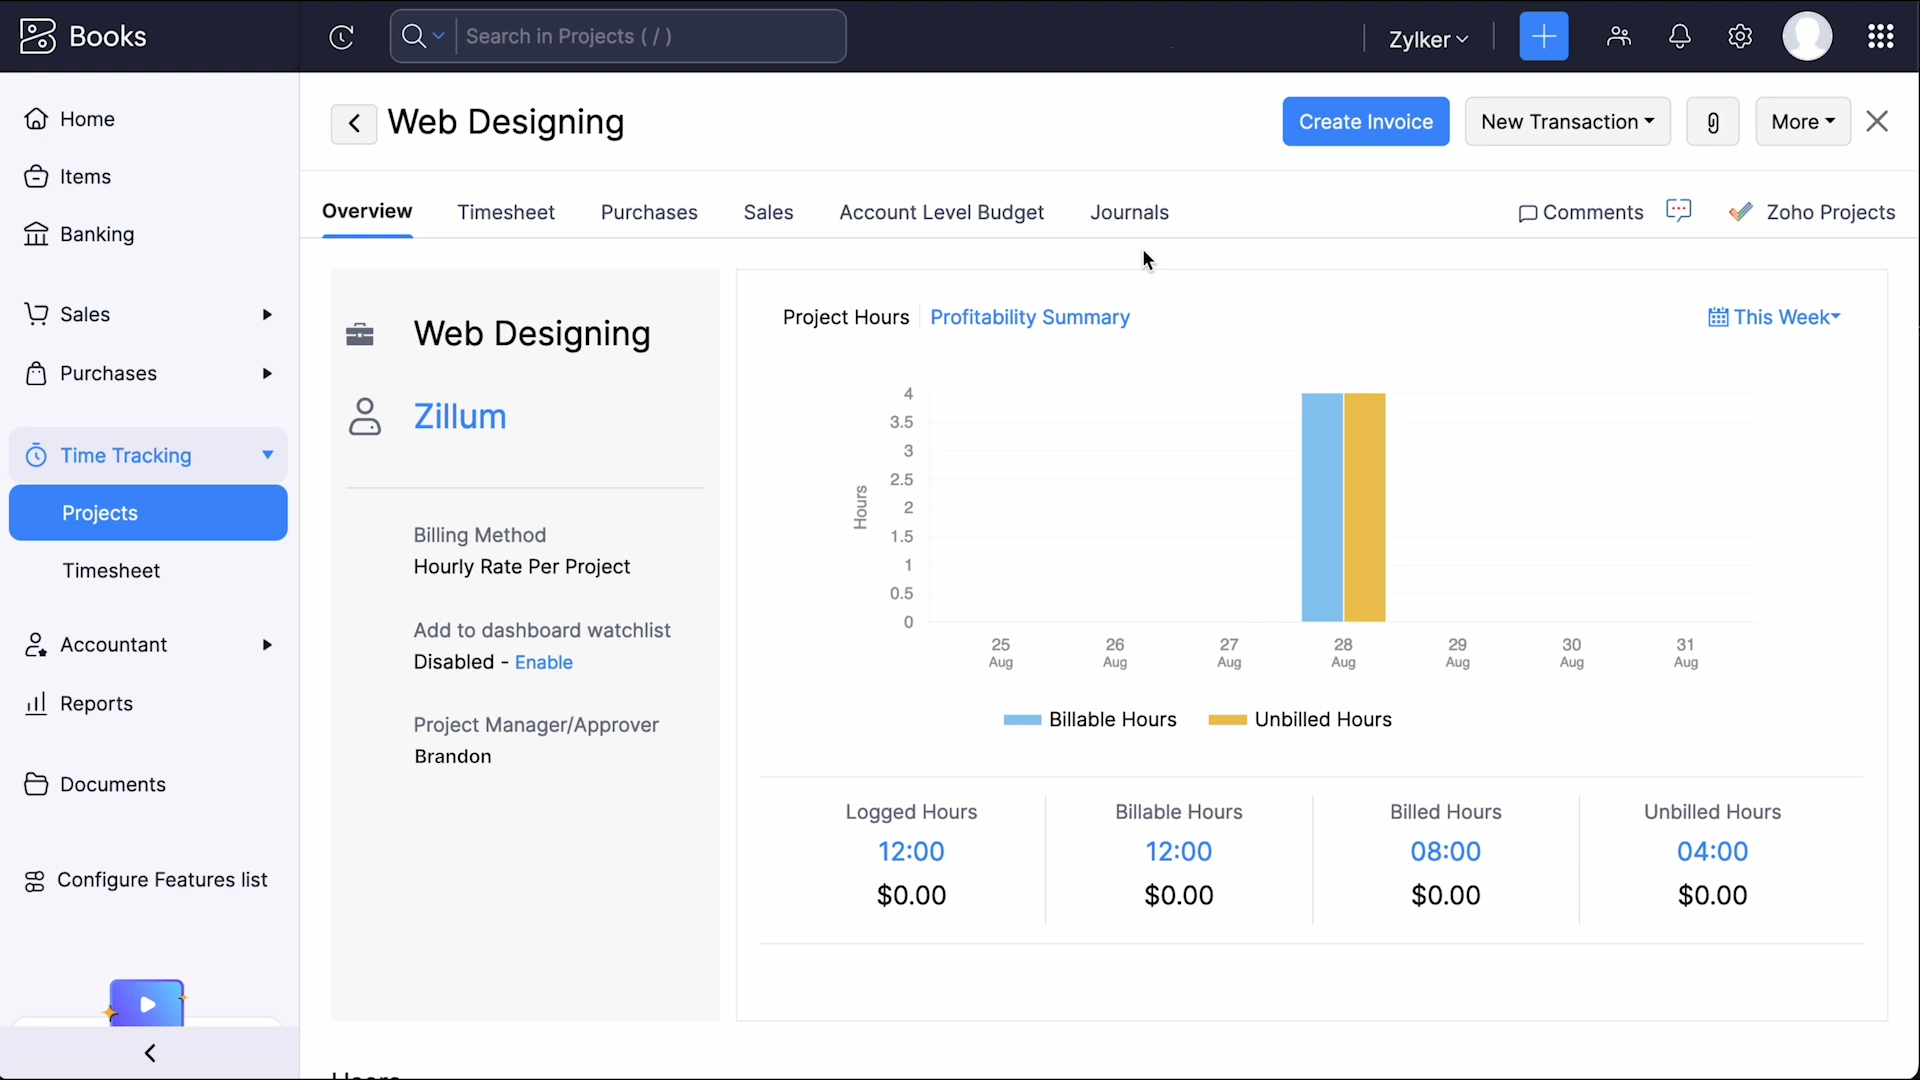 Books
Search in Projects ( / )
Zylker
Home
Items
Banking
Sales
Purchases
Time Tracking
Projects
Timesheet
Accountant
Reports
Documents
Configure Features list
Web Designing
Create Invoice
New Transaction
More
Overview
Timesheet
Purchases
Sales
Account Level Budget
Journals
Comments
Zoho Projects
Web Designing
Zillum
Billing Method
Hourly Rate Per Project
Add to dashboard watchlist
Disabled - Enable
Project Manager/Approver
Brandon
Project Hours
Profitability Summary
This Week
Hours
4
3.5
3
2.5
2
1.5
1
0.5
0
25 Aug
26 Aug
27 Aug
28 Aug
29 Aug
30 Aug
31 Aug
Billable Hours
Unbilled Hours
Logged Hours
12:00
$0.00
Billable Hours
12:00
$0.00
Billed Hours
08:00
$0.00
Unbilled Hours
04:00
$0.00